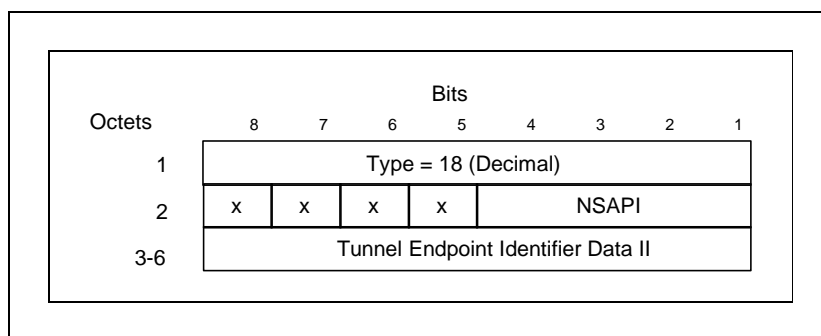 Bits
Octets 8 7 6 5 4 3 2 1
1 Type = 18 (Decimal)
2 x x x x NSAPI
3-6 Tunnel Endpoint Identifier Data II